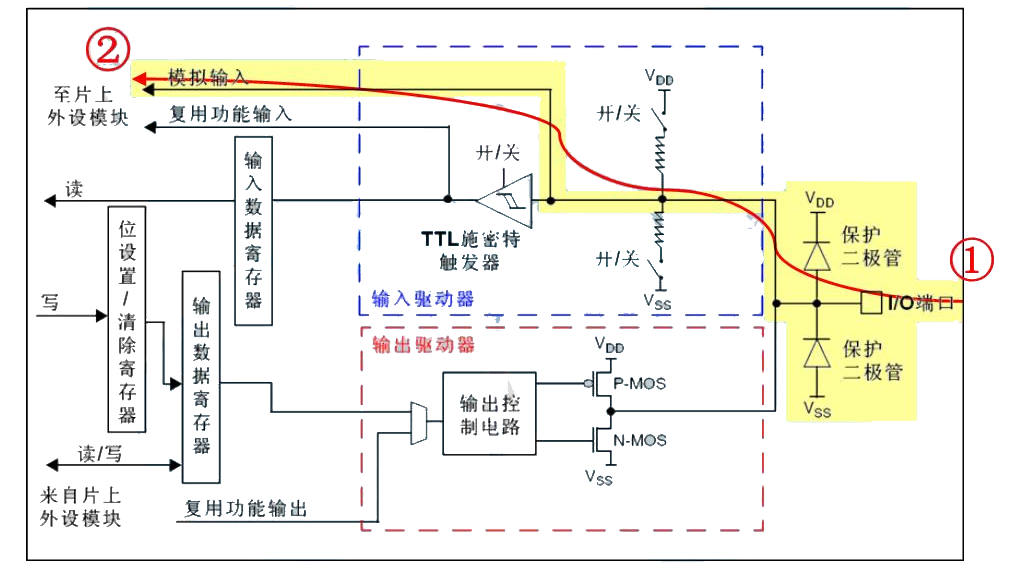 ②
模拟输入
至片上
外设模块
复用功能输入
V_DD
开/关
开/关
读
输入数据寄存器
TTL施密特
触发器
开/关
V_SS
输入驱动器
V_DD
保护
二极管
①
I/O端口
保护
二极管
V_SS
位设置/清除寄存器
写
输出数据寄存器
输出驱动器
V_DD
P-MOS
输出控
制电路
N-MOS
V_SS
读/写
来自片上
外设模块
复用功能输出